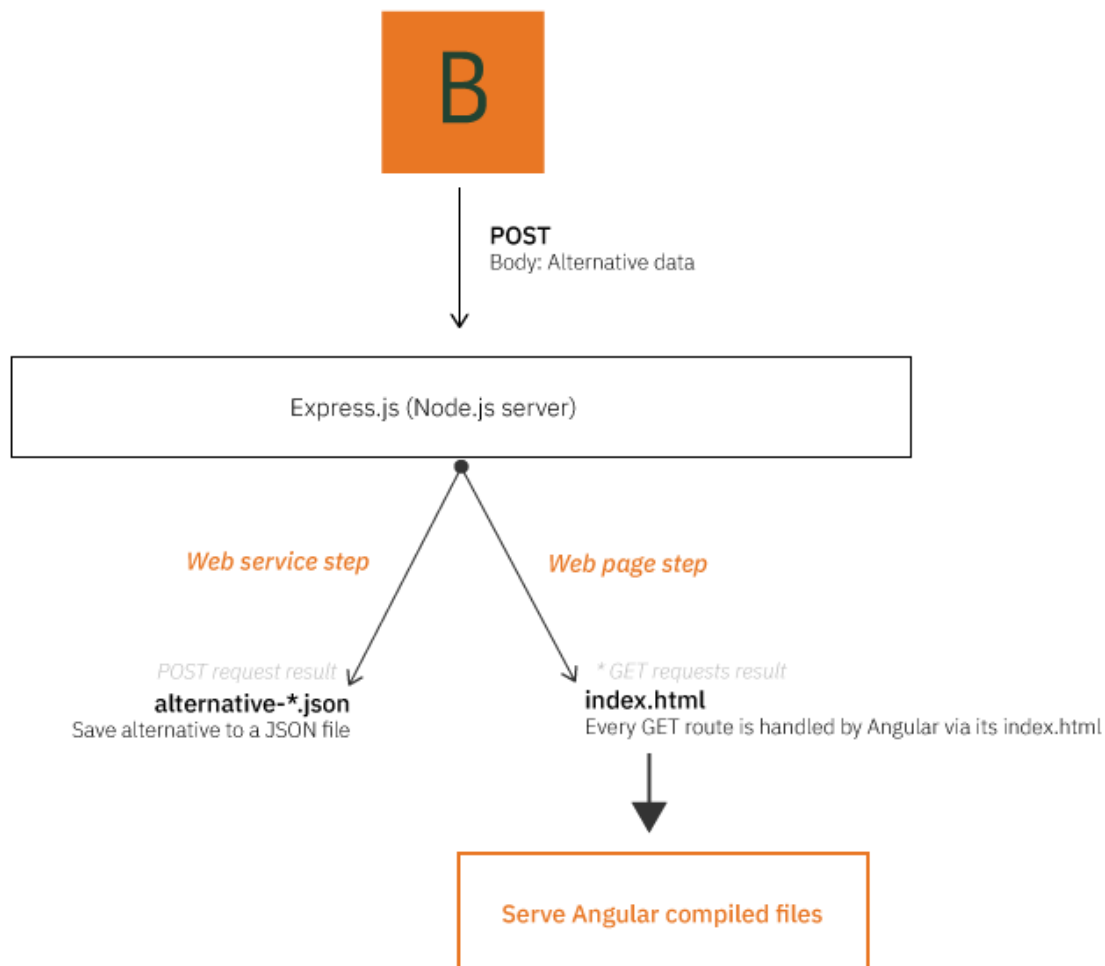 B
POST
Body: Alternative data
Express.js (Node.js server)
Web service step
Web page step
POST request result
alternative-*.json
Save alternative to a JSON file
* GET requests result
index.html
Every GET route is handled by Angular via its index.html
Serve Angular compiled files